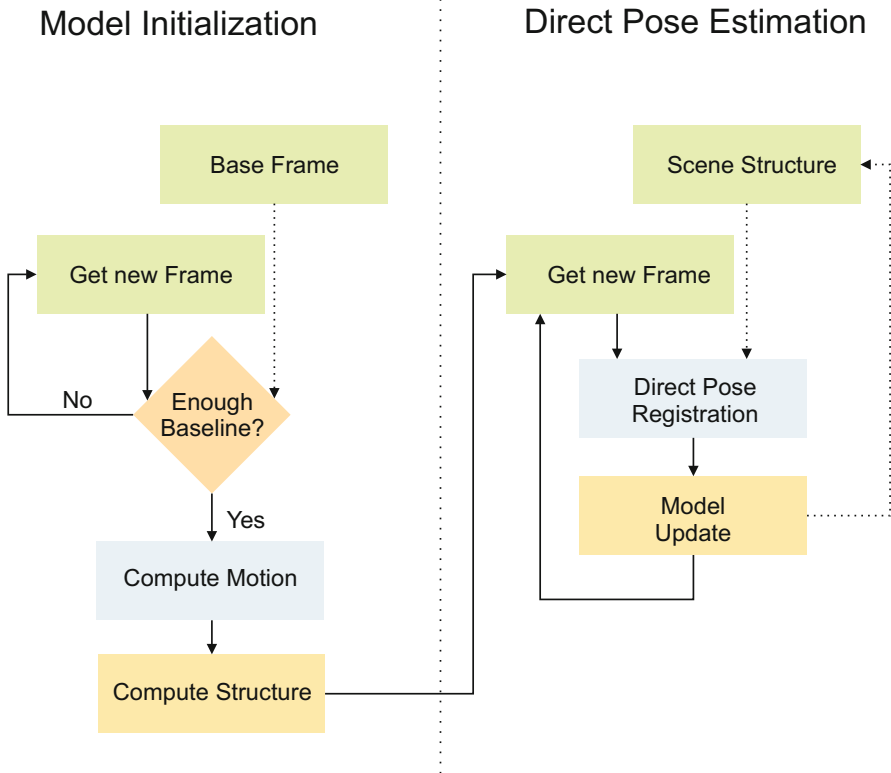 Model Initialization
Base Frame
Get new Frame
No
Enough
Baseline?
Yes
Compute Motion
Compute Structure
Direct Pose Estimation
Scene Structure
Get new Frame
Direct Pose
Registration
Model
Update